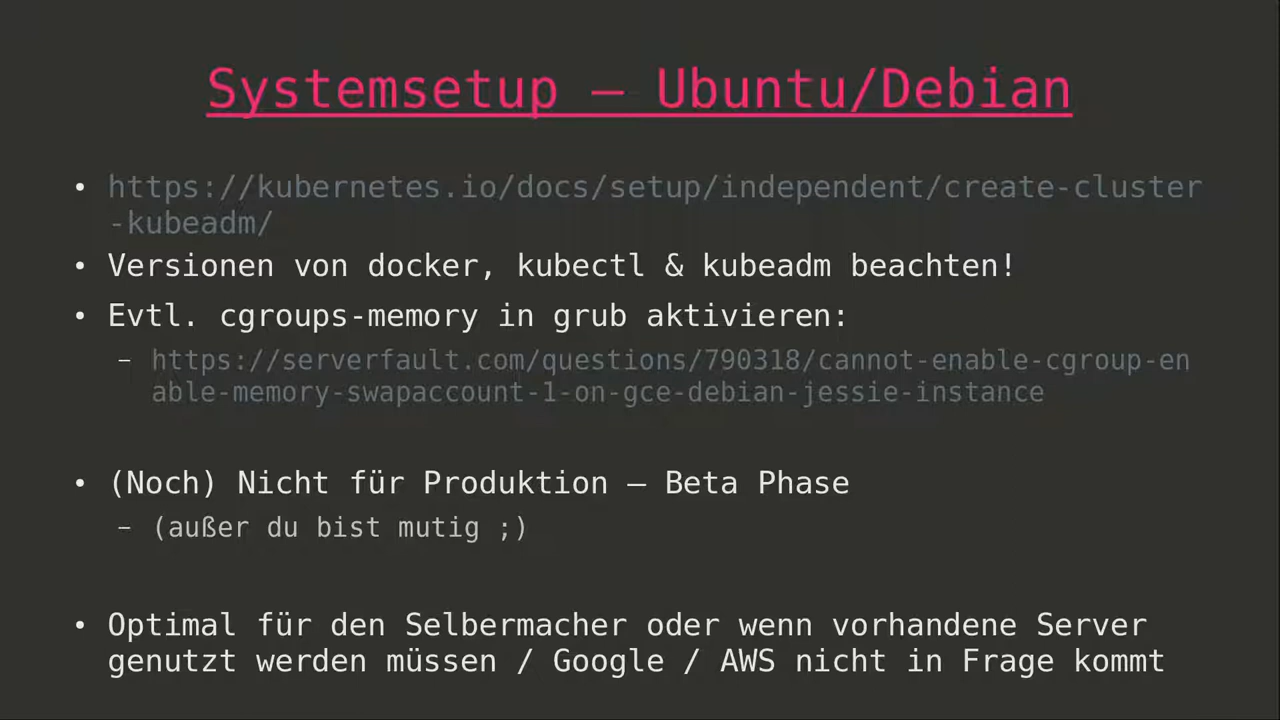 Systemsetup – Ubuntu/Debian
• https://kubernetes.io/docs/setup/independent/create-cluster
-kubeadm/
• Versionen von docker, kubectl & kubeadm beachten!
• Evtl. cgroups-memory in grub aktivieren:
– https://serverfault.com/questions/790318/cannot-enable-cgroup-en
able-memory-swapaccount-1-on-gce-debian-jessie-instance
• (Noch) Nicht für Produktion – Beta Phase
– (außer du bist mutig ;)
• Optimal für den Selbermacher oder wenn vorhandene Server
genutzt werden müssen / Google / AWS nicht in Frage kommt